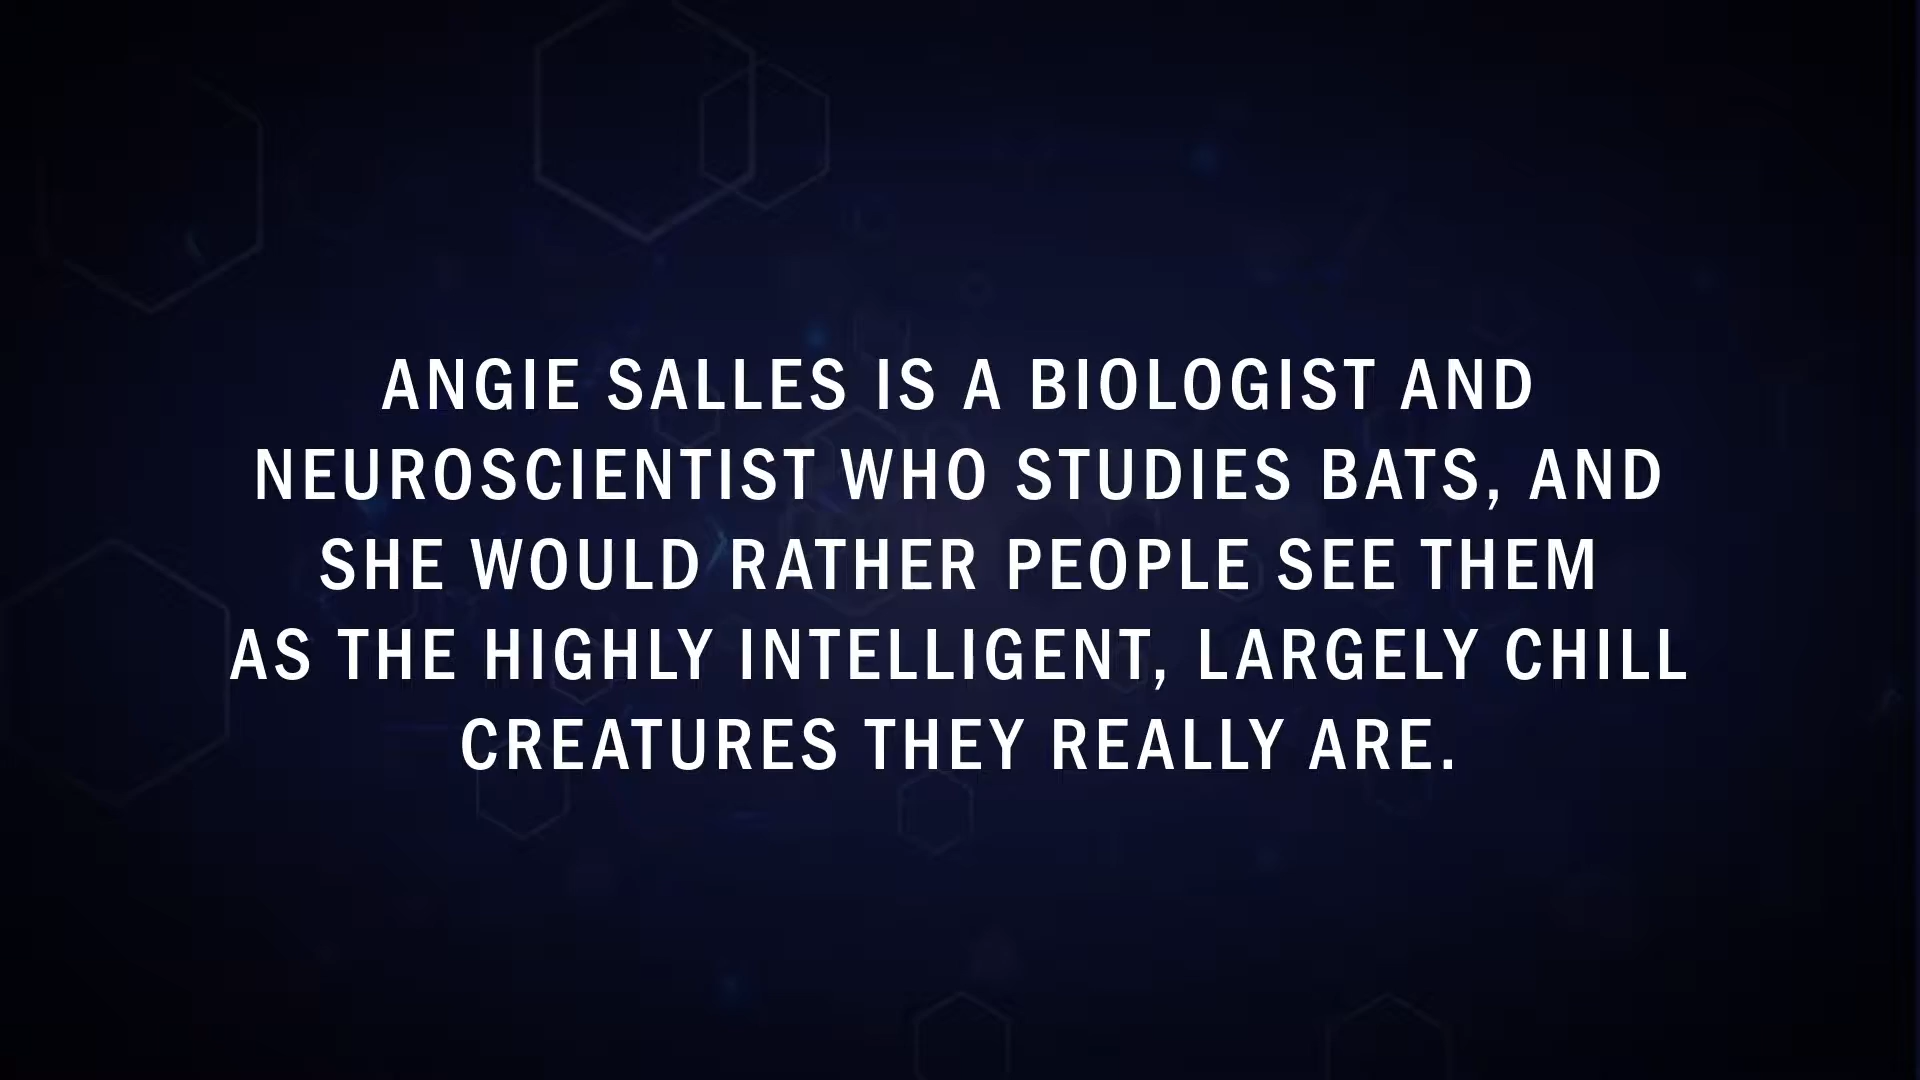 ANGIE SALLES IS A BIOLOGIST AND
NEUROSCIENTIST WHO STUDIES BATS, AND
SHE WOULD RATHER PEOPLE SEE THEM
AS THE HIGHLY INTELLIGENT, LARGELY CHILL
CREATURES THEY REALLY ARE.